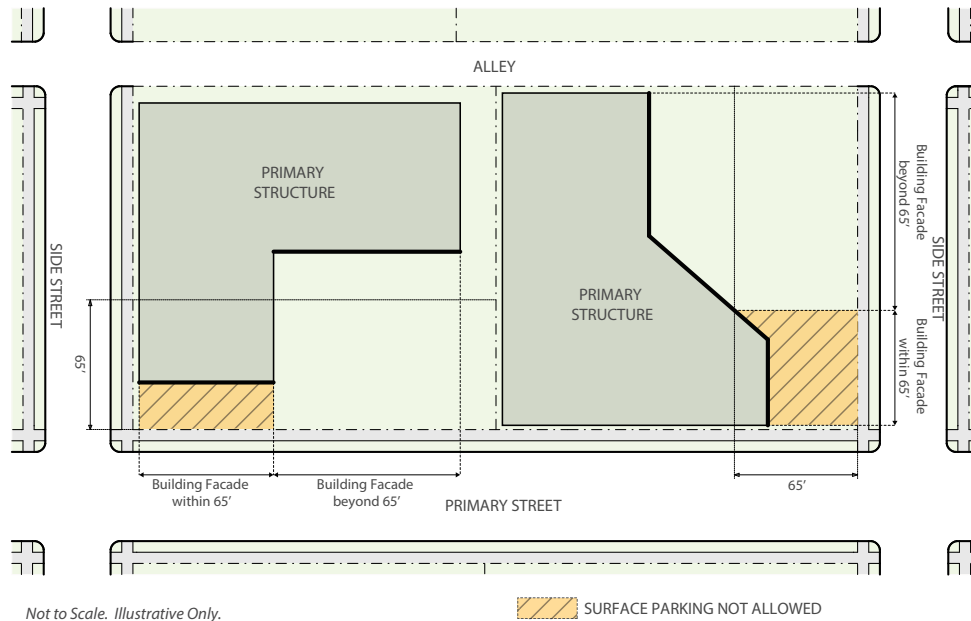 ALLEY
PRIMARY
STRUCTURE
PRIMARY
STRUCTURE
SIDE STREET
65’
Building Facade
beyond 65’
SIDE STREET
Building Facade
within 65’
Building Facade
within 65’
Building Facade
beyond 65’
65’
PRIMARY STREET
Not to Scale. Illustrative Only.
SURFACE PARKING NOT ALLOWED